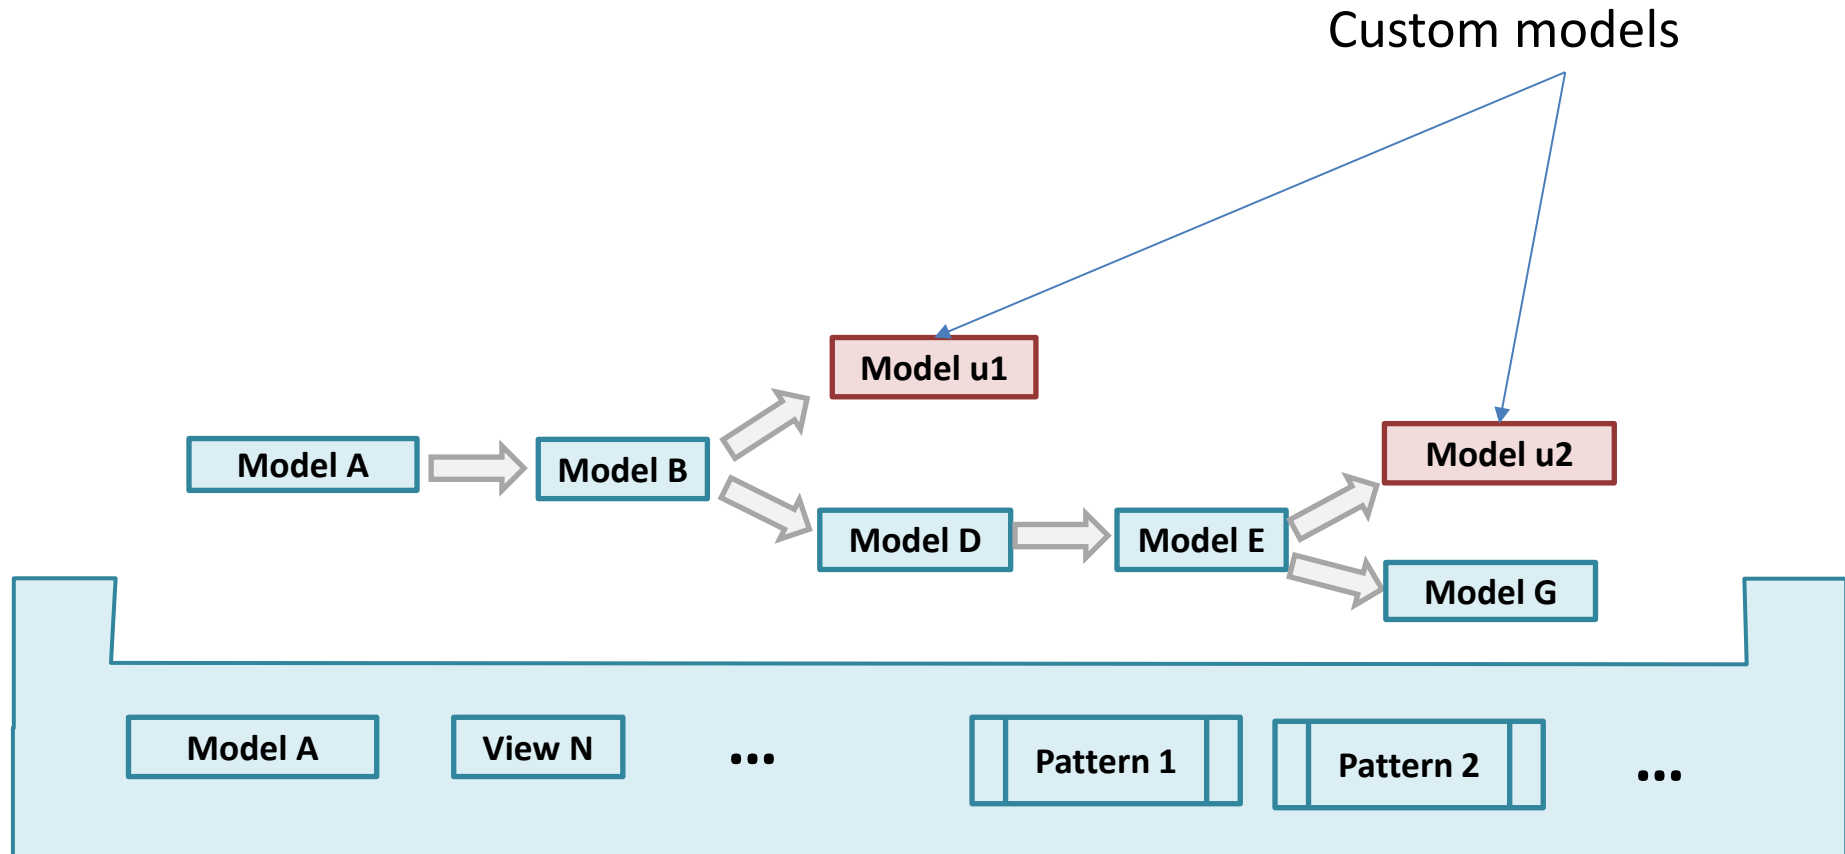 Custom models
Model u1
Model A
Model B
Model u2
Model D
Model E
Model G
Model A
View N
...
Pattern 1
Pattern 2
...